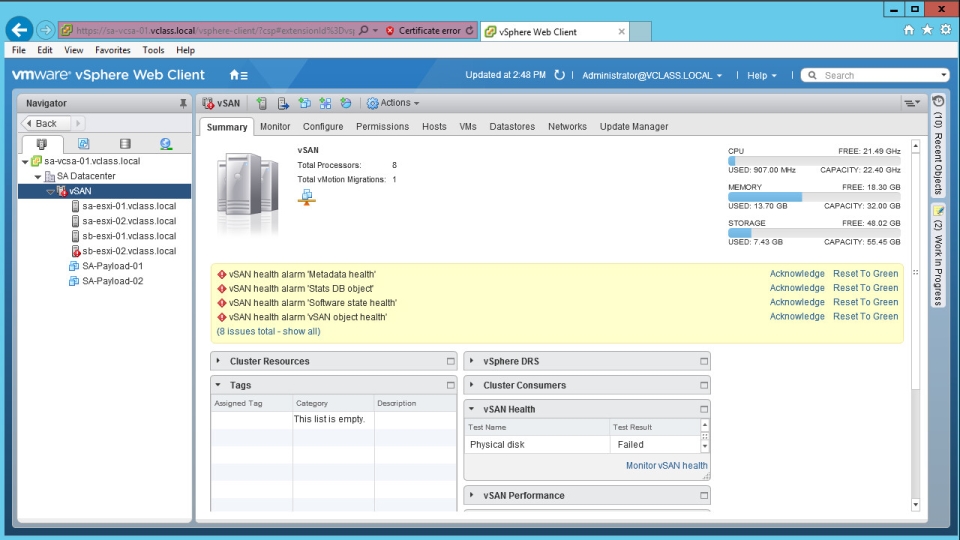 https://sa-vcsa-01.vclass.local/vsphere-client/?csp#extensionId%3Dvsp
Certificate error
vSphere Web Client
File Edit View Favorites Tools Help
vmware® vSphere Web Client
Updated at 2:48 PM
Administrator@VCLASS.LOCAL
Help
Search
Navigator
Back
sa-vcsa-01.vclass.local
SA Datacenter
vSAN
sa-esxi-01.vclass.local
sa-esxi-02.vclass.local
sb-esxi-01.vclass.local
sb-esxi-02.vclass.local
SA-Payload-01
SA-Payload-02
vSAN
Actions
Summary Monitor Configure Permissions Hosts VMs Datastores Networks Update Manager
vSAN
Total Processors: 8
Total vMotion Migrations: 1
CPU FREE: 21.49 GHz
USED: 907.00 MHz CAPACITY: 22.40 GHz
MEMORY FREE: 18.30 GB
USED: 13.70 GB CAPACITY: 32.00 GB
STORAGE FREE: 48.02 GB
USED: 7.43 GB CAPACITY: 55.45 GB
vSAN health alarm 'Metadata health' Acknowledge Reset To Green
vSAN health alarm 'Stats DB object' Acknowledge Reset To Green
vSAN health alarm 'Software state health' Acknowledge Reset To Green
vSAN health alarm 'vSAN object health' Acknowledge Reset To Green
(8 issues total - show all)
Cluster Resources
Tags
Assigned Tag Category Description
This list is empty.
vSphere DRS
Cluster Consumers
vSAN Health
Test Name Test Result
Physical disk Failed
Monitor vSAN health
vSAN Performance
(10) Recent Objects
(2) Work In Progress